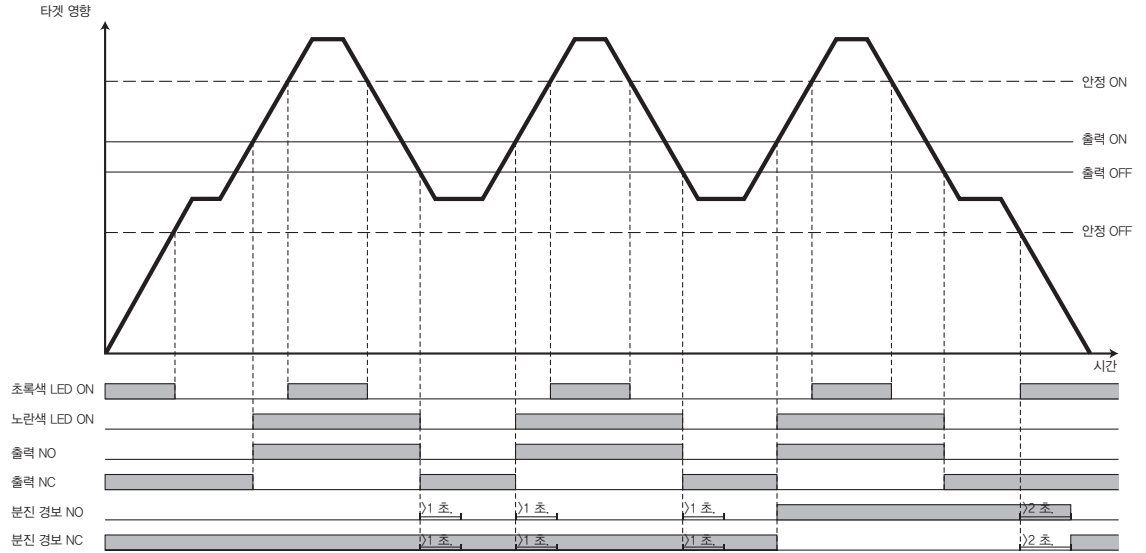 타겟 영향
안정 ON
출력 ON
출력 OFF
안정 OFF
시간
초록색 LED ON
노란색 LED ON
출력 NO
출력 NC
분진 경보 NO 〉1 초. 〉1 초. 〉1 초. 〉2 초.
분진 경보 NC 〉1 초. 〉1 초. 〉1 초. 〉2 초.